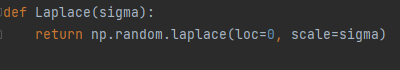 def Laplace(sigma):
    return np.random.laplace(loc=0, scale=sigma)